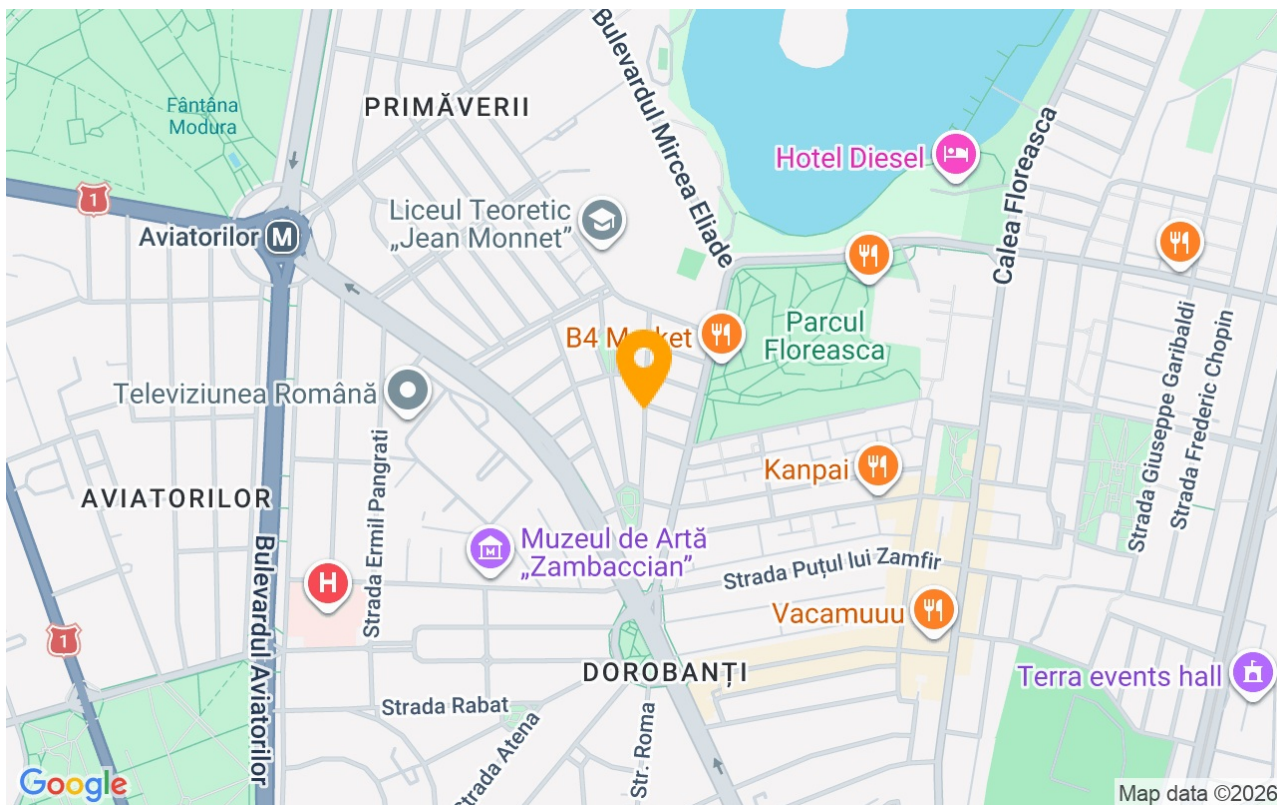 Bulevardul Mircea Eliade
PRIMĂVERII
Fântâna
Modura
1
Hotel Diesel
Calea Floreasca
Liceul Teoretic
„Jean Monnet”
Aviatorilor
M
B4 Market
Parcul
Floreasca
Strada Giuseppe Garibaldi
Strada Frederic Chopin
Televiziunea Română
Kanpai
AVIATORILOR
Strada Ermil Pangrati
Muzeul de Artă
„Zambaccian”
Strada Puțul lui Zamfir
H
Vacamuuu
Bulevardul Aviatorilor
1
DOROBANȚI
Terra events hall
Strada Rabat
Strada Atena
Str. Roma
Google
Map data ©2026